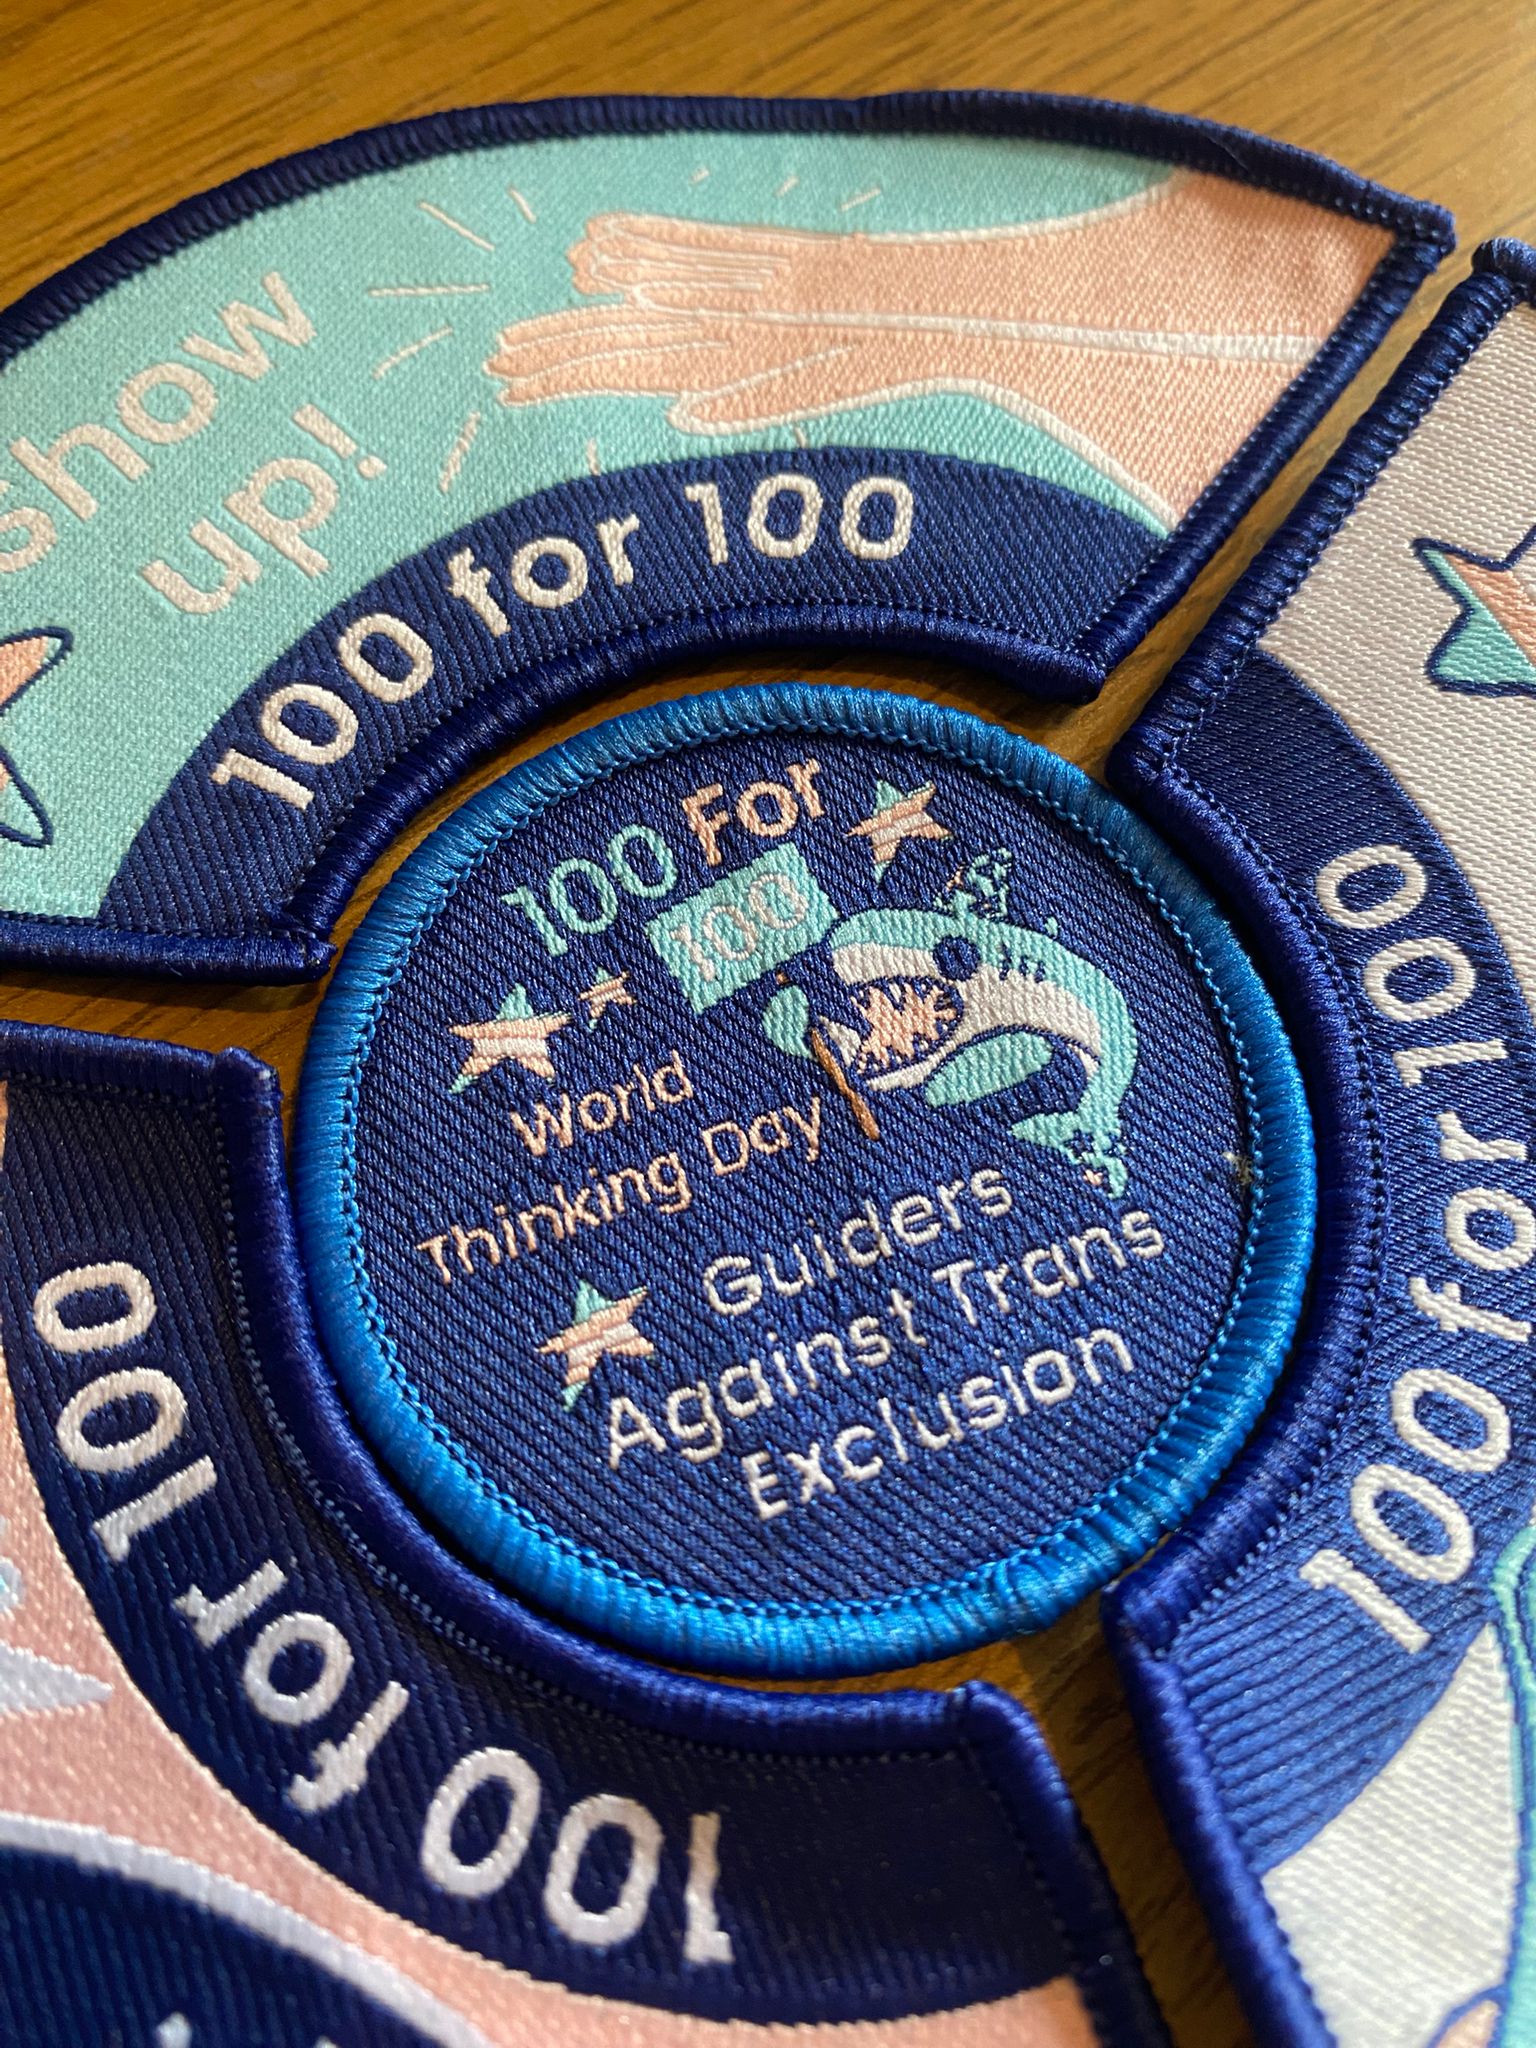 show
up!
100 for 100
100 For
100
World
Thinking Day
Guiders
Against Trans
Exclusion
100 for 100
100 for 100